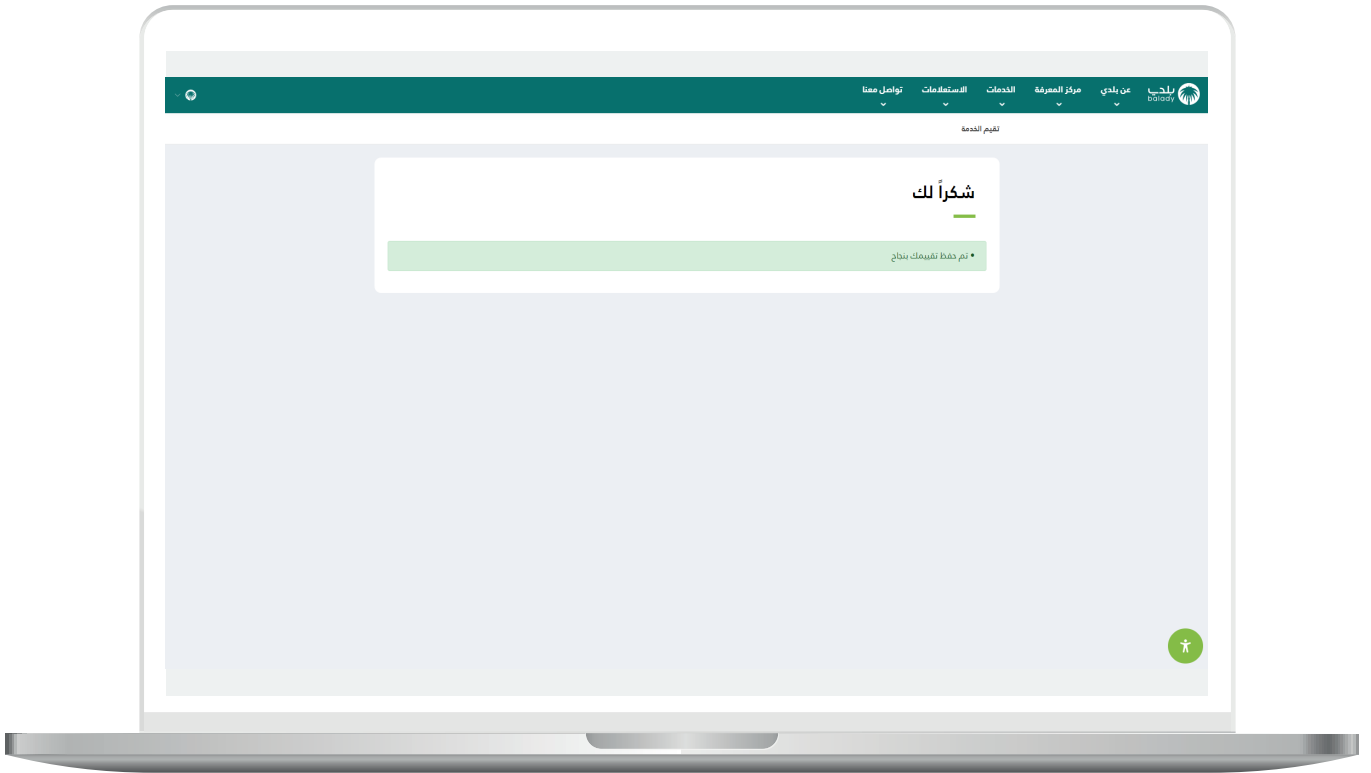 بلدي
balady
عن بلدي
مركز المعرفة
الخدمات
الاستعلامات
تواصل معنا
تقيم الخدمة
شكراً لك
• تم حفظ تقييمك بنجاح